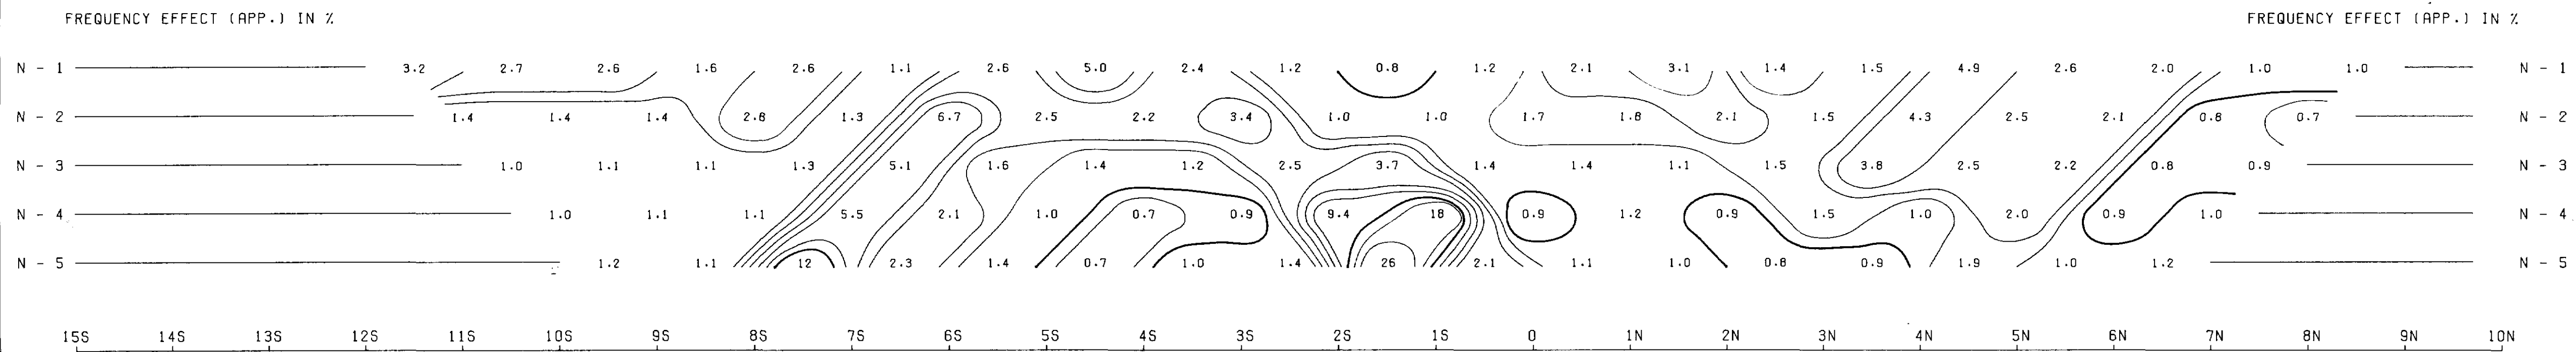 FREQUENCY EFFECT (APP.) IN % FREQUENCY EFFECT (APP.) IN %
N - 1 3.2 2.7 2.6 1.6 2.6 1.1 2.6 5.0 2.4 1.2 0.8 1.2 2.1 3.1 1.4 1.5 4.9 2.6 2.0 1.0 1.0 N - 1
N - 2 1.4 1.4 1.4 2.8 1.3 6.7 2.5 2.2 3.4 1.0 1.0 1.7 1.8 2.1 1.5 4.3 2.5 2.1 0.8 0.7 N - 2
N - 3 1.0 1.1 1.1 1.3 5.1 1.6 1.4 1.2 2.5 3.7 1.4 1.4 1.1 1.5 3.8 2.5 2.2 0.8 0.9 N - 3
N - 4 1.0 1.1 1.1 5.5 2.1 1.0 0.7 0.9 9.4 18 0.9 1.2 0.9 1.5 1.0 2.0 0.9 1.0 N - 4
N - 5 1.2 1.1 12 2.3 1.4 0.7 1.0 1.4 26 2.1 1.1 1.0 0.8 0.9 1.9 1.0 1.2 N - 5
15S 14S 13S 12S 11S 10S 9S 8S 7S 6S 5S 4S 3S 2S 1S 0 1N 2N 3N 4N 5N 6N 7N 8N 9N 10N